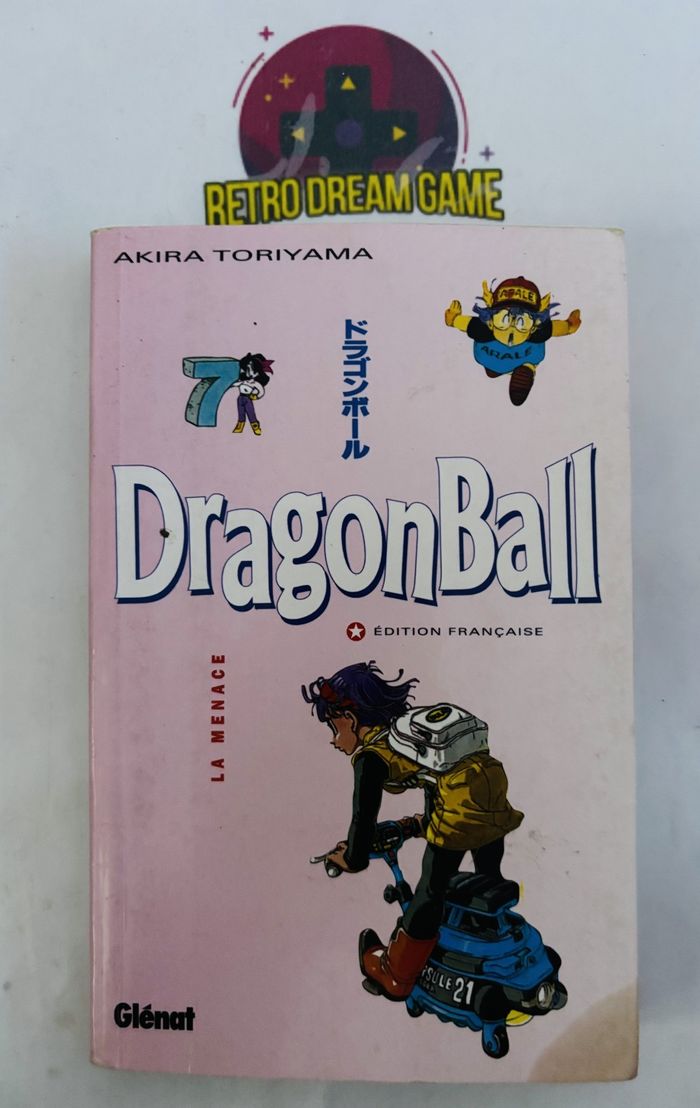 RETRO DREAM GAME
AKIRA TORIYAMA
ARALE
ARALE
7
ドラゴンボール
DragonBall
ÉDITION FRANÇAISE
LA MENACE
PSULE 21
Glénat